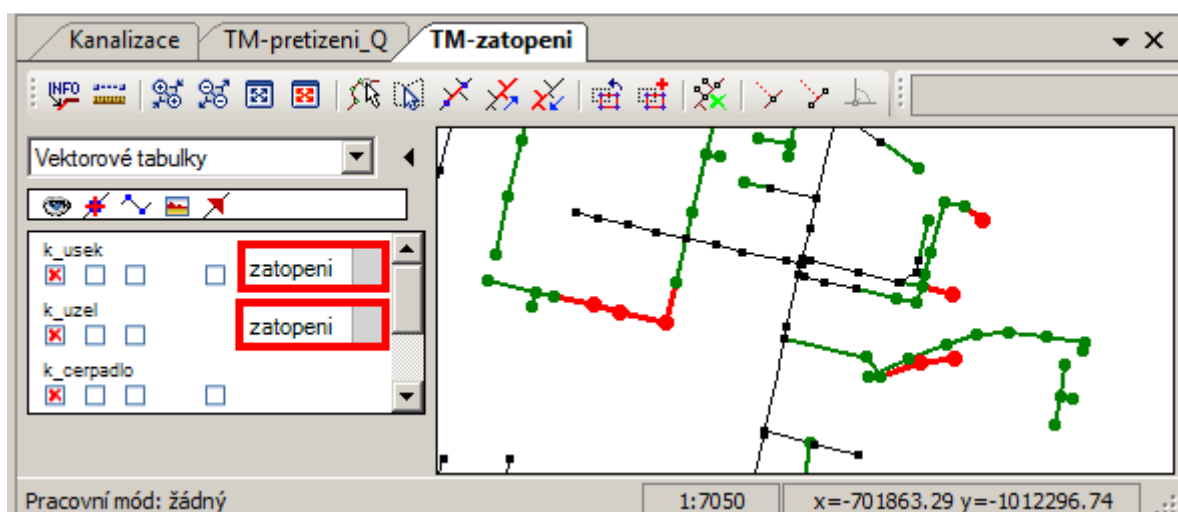 Kanalizace TM-pretizeni_Q TM-zatopeni
INFO
Vektorové tabulky
k_usek
zatopeni
k_uzel
zatopeni
k_cerpadlo
Pracovní mód: žádný 1:7050 x=-701863.29 y=-1012296.74